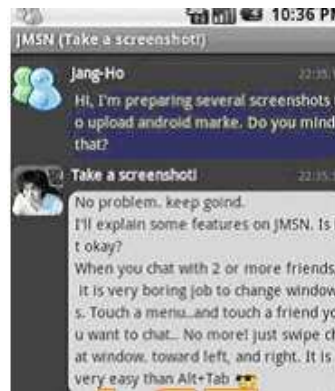 10:36 PM
JMSN (Take a screenshot!)
Jang-Ho
Hi, I'm preparing several screenshots
o upload android marke. Do you mind
that?
Take a screenshot!
No problem. keep goind.
I'll explain some features on JMSN. Is
t okay?
When you chat with 2 or more friends,
it is very boring job to change window
s. Touch a menu..and touch a friend yo
u want to chat.. No more! just swipe ch
at window. toward left, and right. It is
very easy than Alt+Tab